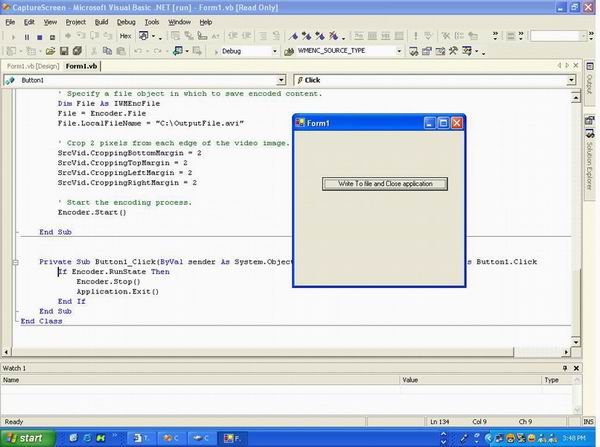 CaptureScreen - Microsoft Visual Basic .NET [run] - Form1.vb [Read Only]
File Edit View Project Build Debug Tools Window Help
Hex Debug WMENC_SOURCE_TYPE
Form1.vb [Design] Form1.vb
Button1 Click
' Specify a file object in which to save encoded content.
Dim File As IWMEncFile
File = Encoder.File
File.LocalFileName = "C:\OutputFile.avi"
' Crop 2 pixels from each edge of the video image.
SrcVid.CroppingBottomMargin = 2
SrcVid.CroppingTopMargin = 2
SrcVid.CroppingLeftMargin = 2
SrcVid.CroppingRightMargin = 2
' Start the encoding process.
Encoder.Start()
End Sub
Private Sub Button1_Click(ByVal sender As System.Object s Button1.Click
If Encoder.RunState Then
Encoder.Stop()
Application.Exit()
End If
End Sub
End Class
Form1
Write To file and Close application
Output
Solution Explorer
Watch 1
Name Value Type
Ready Ln 134 Col 9 Ch 9 INS
start T. C C F. 3:48 PM